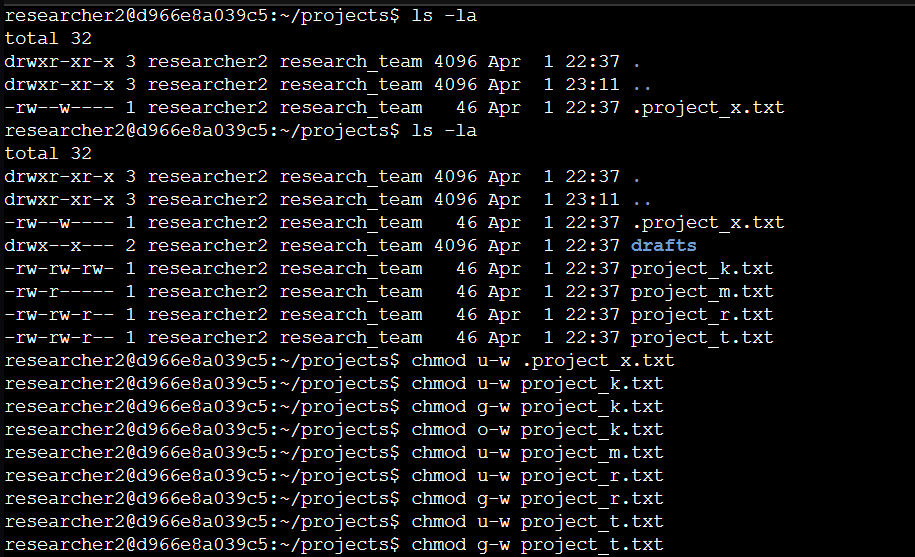 researcher2@d966e8a039c5:~/projects$ ls -la
total 32
drwxr-xr-x 3 researcher2 research_team 4096 Apr  1 22:37 .
drwxr-xr-x 3 researcher2 research_team 4096 Apr  1 23:11 ..
-rw--w---- 1 researcher2 research_team   46 Apr  1 22:37 .project_x.txt
researcher2@d966e8a039c5:~/projects$ ls -la
total 32
drwxr-xr-x 3 researcher2 research_team 4096 Apr  1 22:37 .
drwxr-xr-x 3 researcher2 research_team 4096 Apr  1 23:11 ..
-rw--w---- 1 researcher2 research_team   46 Apr  1 22:37 .project_x.txt
drwx--x--- 2 researcher2 research_team 4096 Apr  1 22:37 drafts
-rw-rw-rw- 1 researcher2 research_team   46 Apr  1 22:37 project_k.txt
-rw-r----- 1 researcher2 research_team   46 Apr  1 22:37 project_m.txt
-rw-rw-r-- 1 researcher2 research_team   46 Apr  1 22:37 project_r.txt
-rw-rw-r-- 1 researcher2 research_team   46 Apr  1 22:37 project_t.txt
researcher2@d966e8a039c5:~/projects$ chmod u-w .project_x.txt
researcher2@d966e8a039c5:~/projects$ chmod u-w project_k.txt
researcher2@d966e8a039c5:~/projects$ chmod g-w project_k.txt
researcher2@d966e8a039c5:~/projects$ chmod o-w project_k.txt
researcher2@d966e8a039c5:~/projects$ chmod u-w project_m.txt
researcher2@d966e8a039c5:~/projects$ chmod u-w project_r.txt
researcher2@d966e8a039c5:~/projects$ chmod g-w project_r.txt
researcher2@d966e8a039c5:~/projects$ chmod u-w project_t.txt
researcher2@d966e8a039c5:~/projects$ chmod g-w project_t.txt